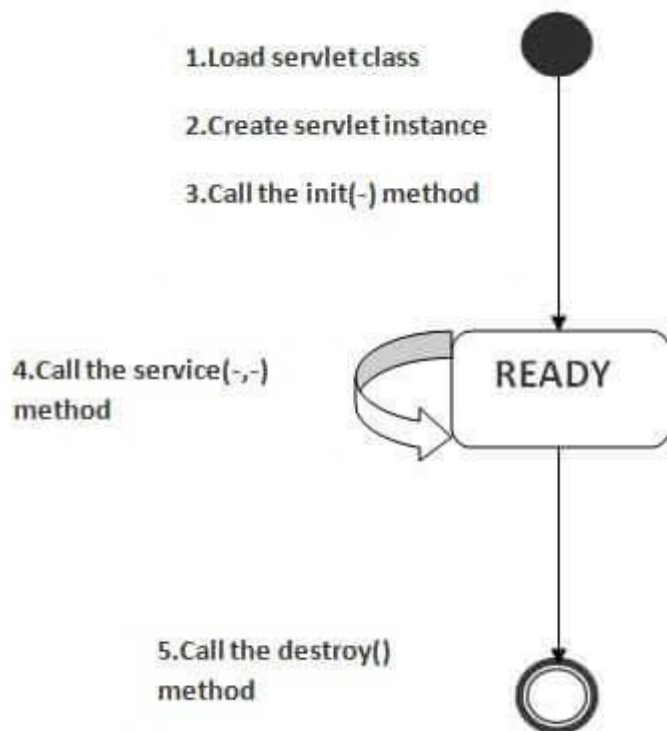 1.Load servlet class
2.Create servlet instance
3.Call the init(-) method
4.Call the service(-,-)
method
READY
5.Call the destroy()
method